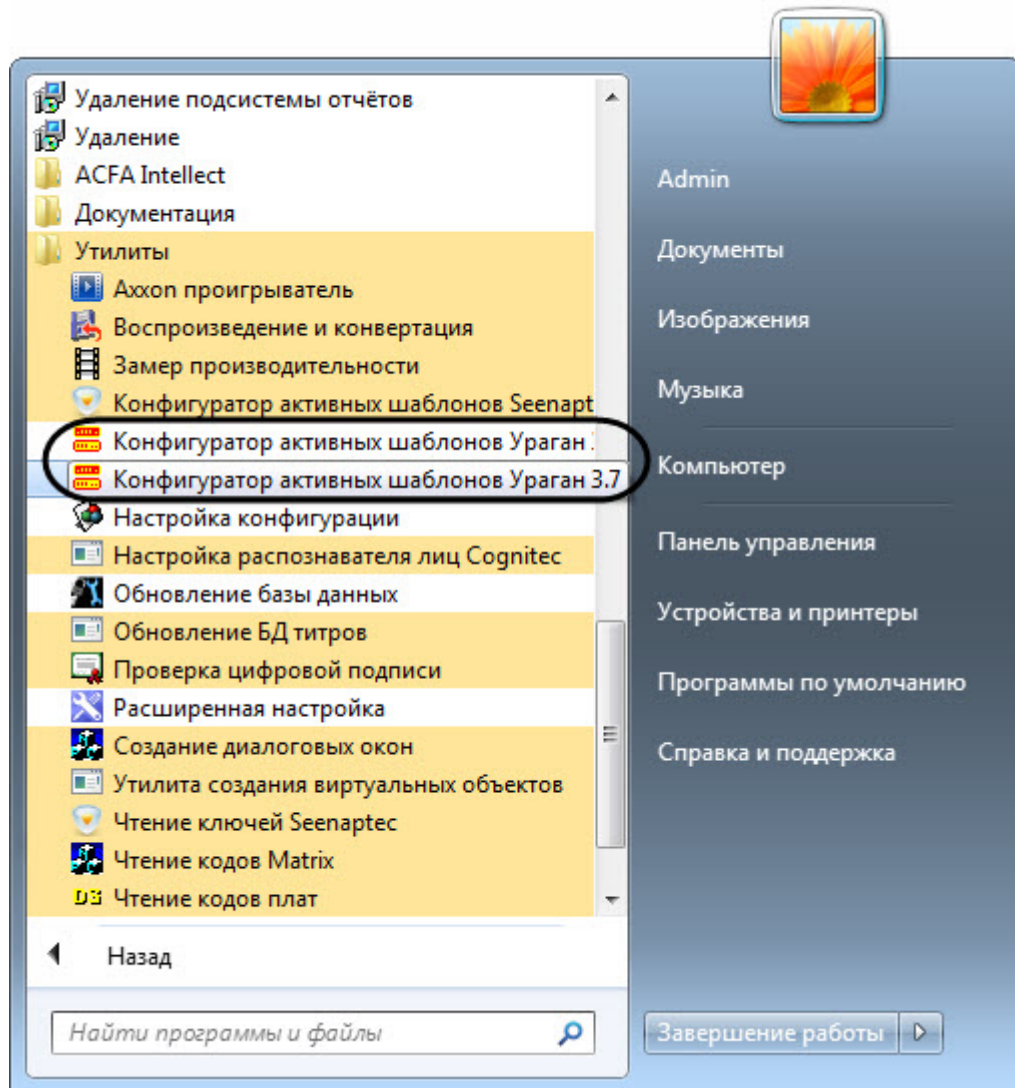 Удаление подсистемы отчётов
Удаление
ACFA Intellect
Документация
Утилиты
Axxon проигрыватель
Воспроизведение и конвертация
Замер производительности
Конфигуратор активных шаблонов Seenapt
Конфигуратор активных шаблонов Ураган
Конфигуратор активных шаблонов Ураган 3.7
Настройка конфигурации
Настройка распознавателя лиц Cognitec
Обновление базы данных
Обновление БД титров
Проверка цифровой подписи
Расширенная настройка
Создание диалоговых окон
Утилита создания виртуальных объектов
Чтение ключей Seenaptec
Чтение кодов Matrix
Чтение кодов плат
Назад
Найти программы и файлы
Admin
Документы
Изображения
Музыка
Компьютер
Панель управления
Устройства и принтеры
Программы по умолчанию
Справка и поддержка
Завершение работы